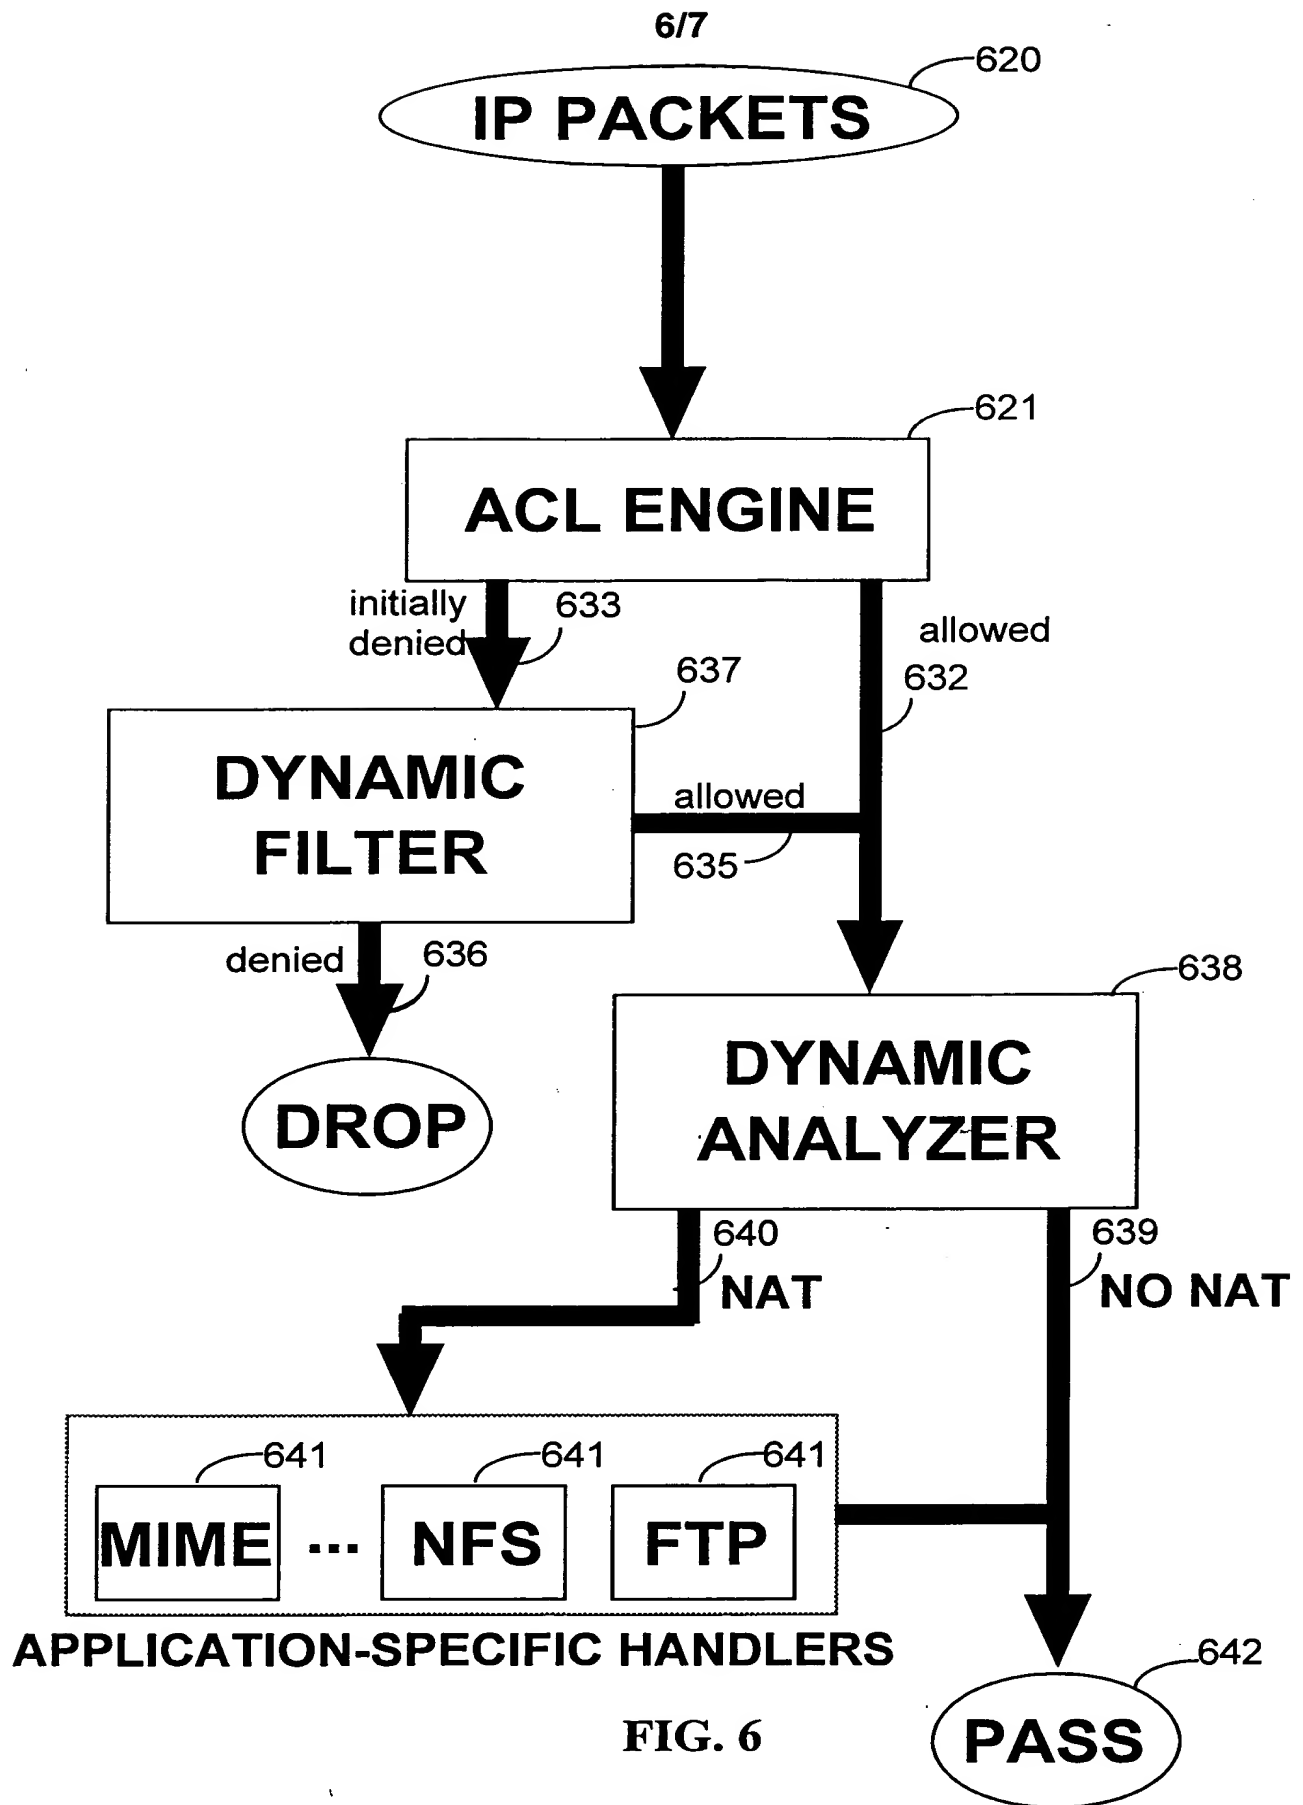 6/7
620
IP PACKETS
621
ACL ENGINE
initially
denied
633
allowed
632
637
DYNAMIC
FILTER
allowed
635
denied
636
638
DROP
DYNAMIC
ANALYZER
640
NAT
639
NO NAT
641
641
641
MIME
...
NFS
FTP
APPLICATION-SPECIFIC HANDLERS
642
FIG. 6
PASS